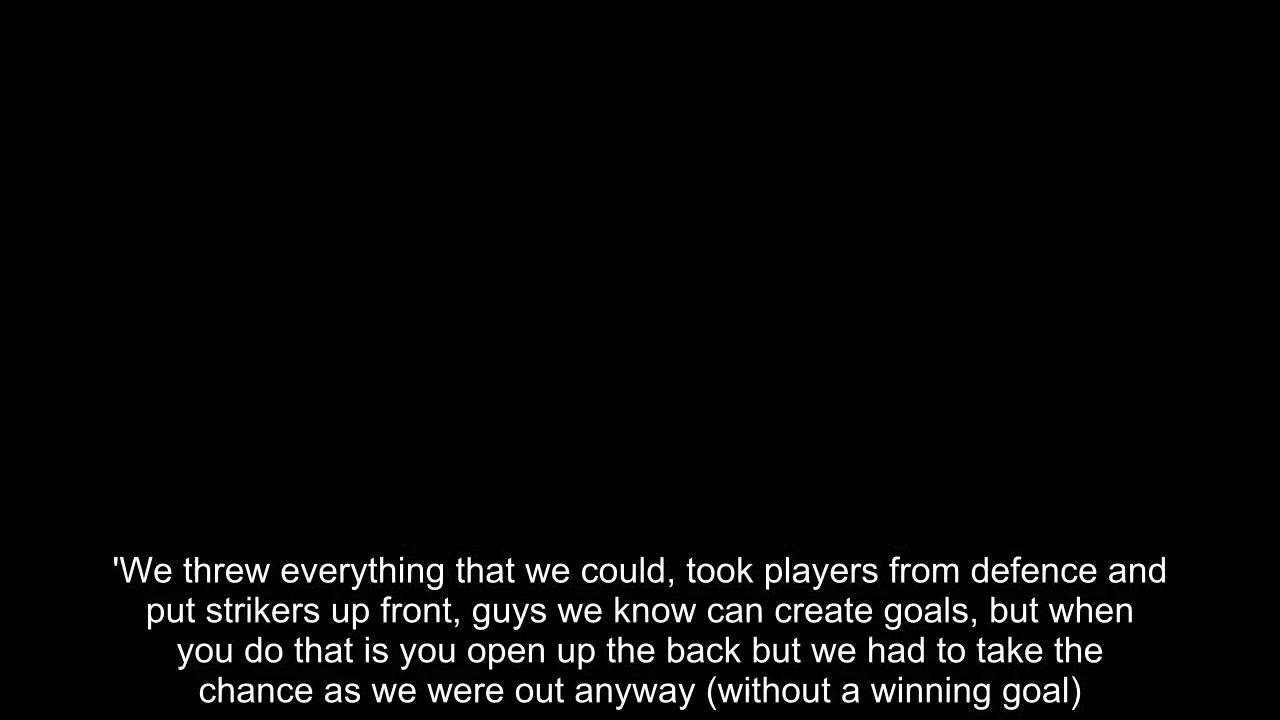 'We threw everything that we could, took players from defence and
put strikers up front, guys we know can create goals, but when
you do that is you open up the back but we had to take the
chance as we were out anyway (without a winning goal)